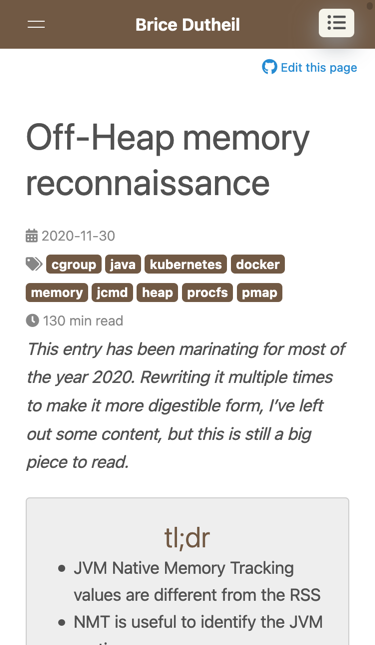 Brice Dutheil
Edit this page
Off-Heap memory
reconnaissance
2020-11-30
cgroup java kubernetes docker
memory jcmd heap procfs pmap
130 min read
This entry has been marinating for most of
the year 2020. Rewriting it multiple times
to make it more digestible form, I've left
out some content, but this is still a big
piece to read.
tl;dr
• JVM Native Memory Tracking
values are different from the RSS
• NMT is useful to identify the JVM